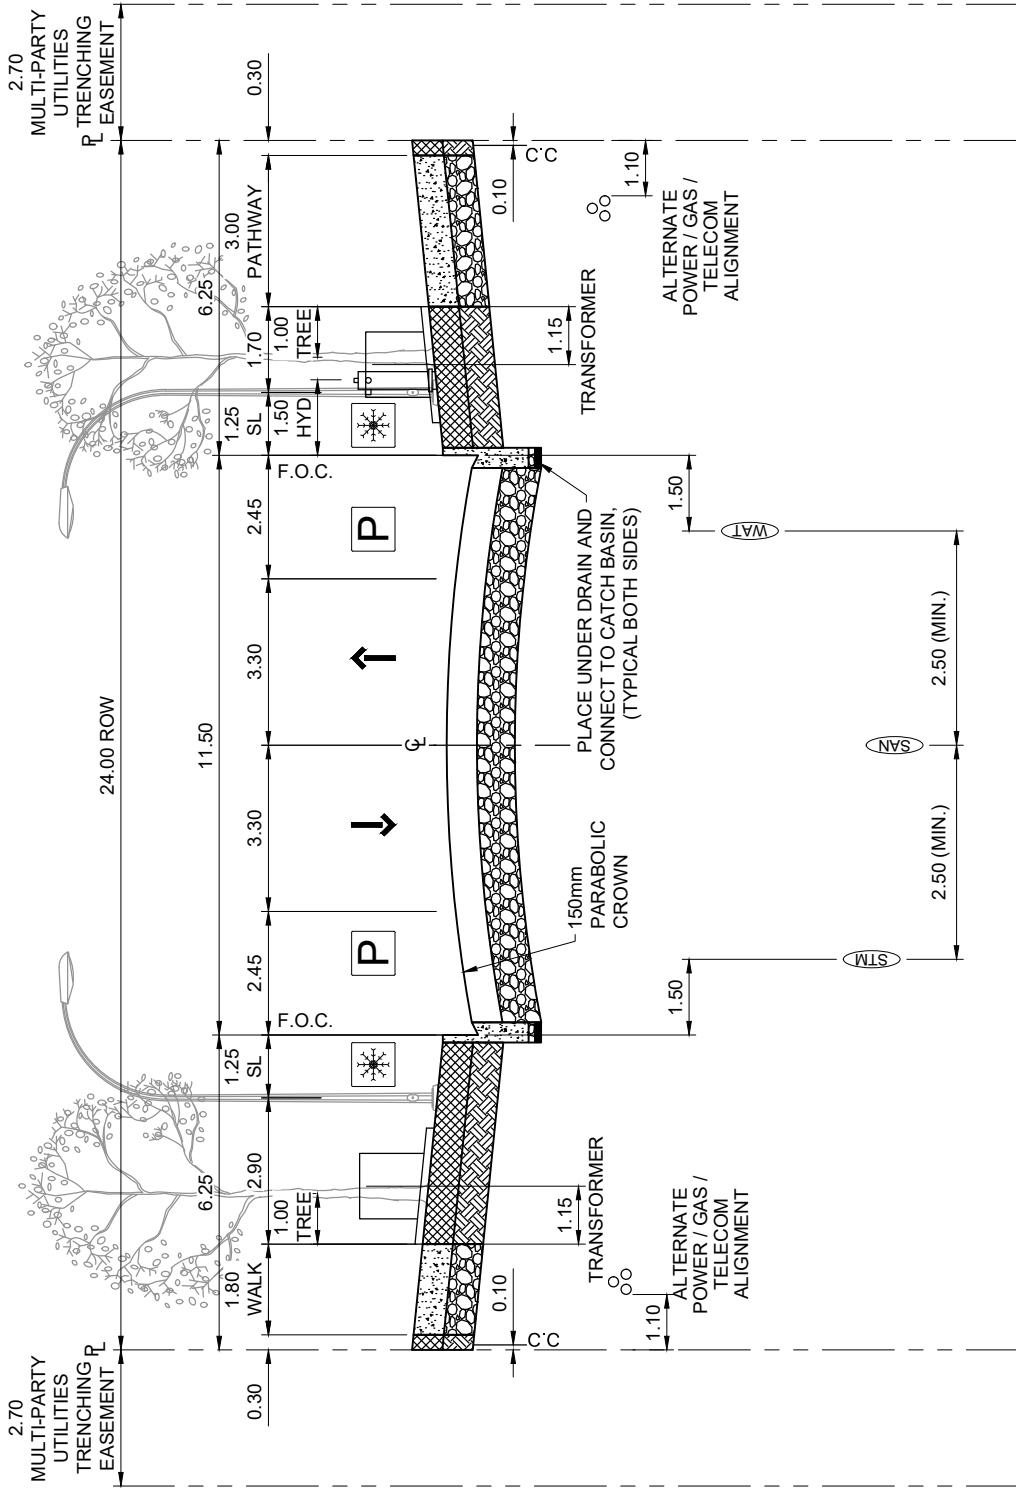 2.70
MULTI-PARTY
UTILITIES
TRENCHING
EASEMENT
PL
24.00 ROW
PL
2.70
MULTI-PARTY
UTILITIES
TRENCHING
EASEMENT
6.25
11.50
6.25
0.30
1.80
WALK
2.90
1.25
SL
2.45
3.30
3.30
2.45
1.25
SL
1.70
3.00
PATHWAY
0.30
1.00
TREE
F.O.C.
F.O.C.
1.50
HYD
1.00
TREE
P
P
CL
C.C
0.10
1.15
TRANSFORMER
1.10
ALTERNATE
POWER / GAS /
TELECOM
ALIGNMENT
150mm
PARABOLIC
CROWN
PLACE UNDER DRAIN AND
CONNECT TO CATCH BASIN,
(TYPICAL BOTH SIDES)
1.15
TRANSFORMER
C.C
0.10
1.10
ALTERNATE
POWER / GAS /
TELECOM
ALIGNMENT
1.50
1.50
STM
SAN
WAT
2.50 (MIN.)
2.50 (MIN.)